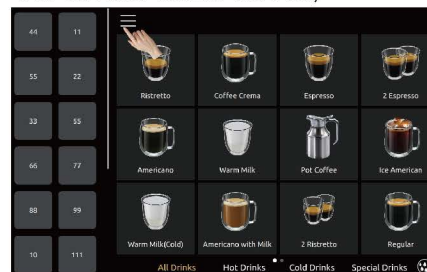 44 11
55 22
33 55
66 77
88 99
10 111
Ristretto Coffee Crema Espresso 2 Espresso
Americano Warm Milk Pot Coffee Ice American
Warm Milk(Cold) Americano with Milk 2 Ristretto Regular
All Drinks Hot Drinks Cold Drinks Special Drinks